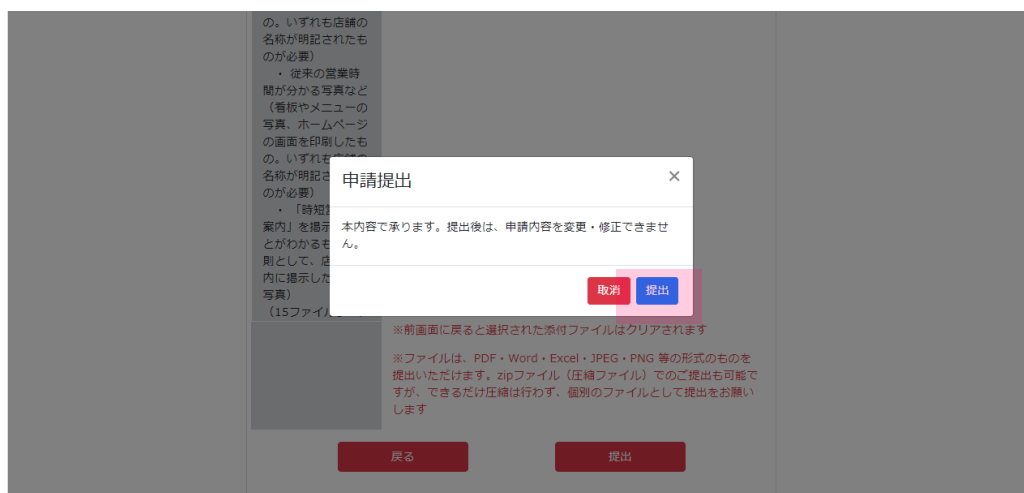 の。いずれも店舗の
名称が明記されたも
のが必要）
・ 従来の営業時
間が分かる写真など
（看板やメニューの
写真、ホームページ
の画面を印刷したも
の。いずれも店舗の
名称が明記さ
のが必要）
・ 「時短営
案内」を掲示
とがわかるも
則として、店
内に掲示した
写真）
（15ファイル
申請提出
×
本内容で承ります。提出後は、申請内容を変更・修正できませ
ん。
取消 提出
※前画面に戻ると選択された添付ファイルはクリアされます
※ファイルは、PDF・Word・Excel・JPEG・PNG 等の形式のものを
提出いただけます。zipファイル（圧縮ファイル）でのご提出も可能で
すが、できるだけ圧縮は行わず、個別のファイルとして提出をお願い
します
戻る 提出